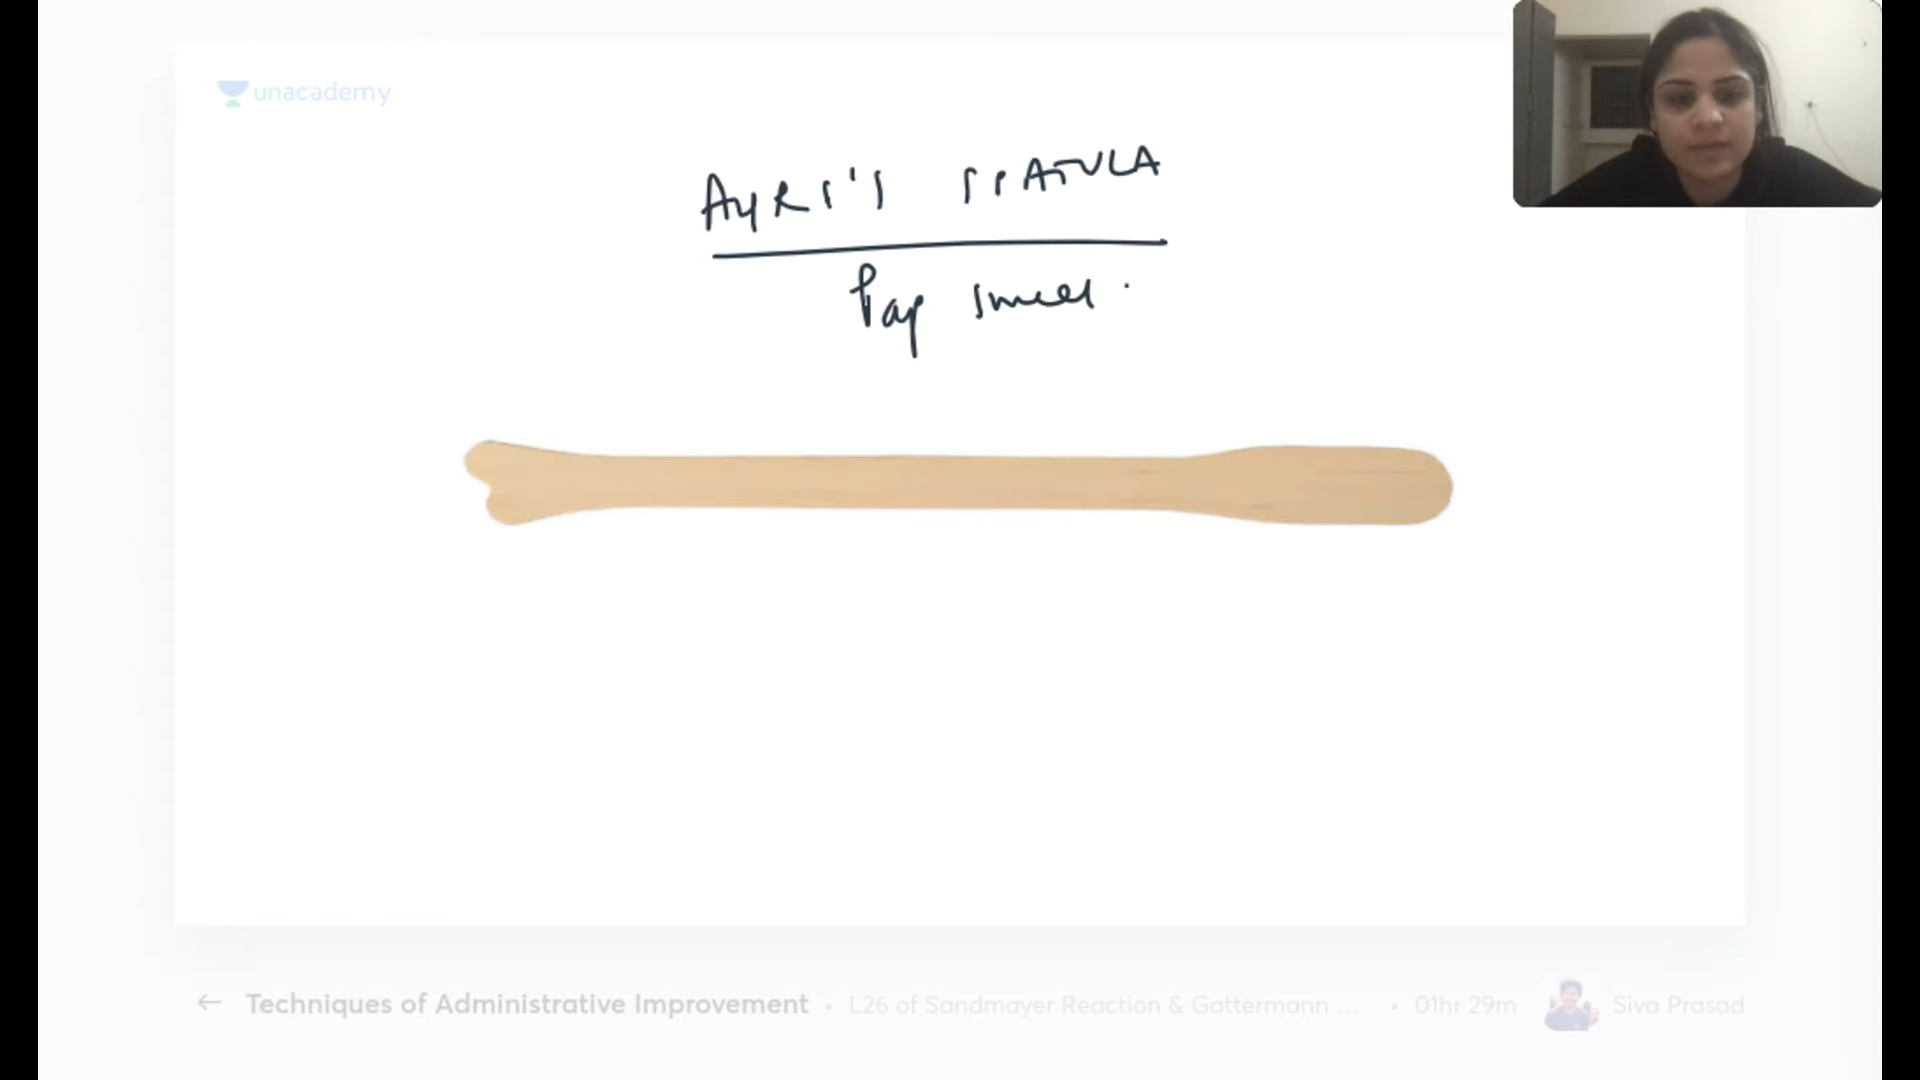 unacademy
AYRE'S SPATULA
Pap smear.
← Techniques of Administrative Improvement • L26 of Sandmayer Reaction & Gattermann ... • 01hr 29m Siva Prasad